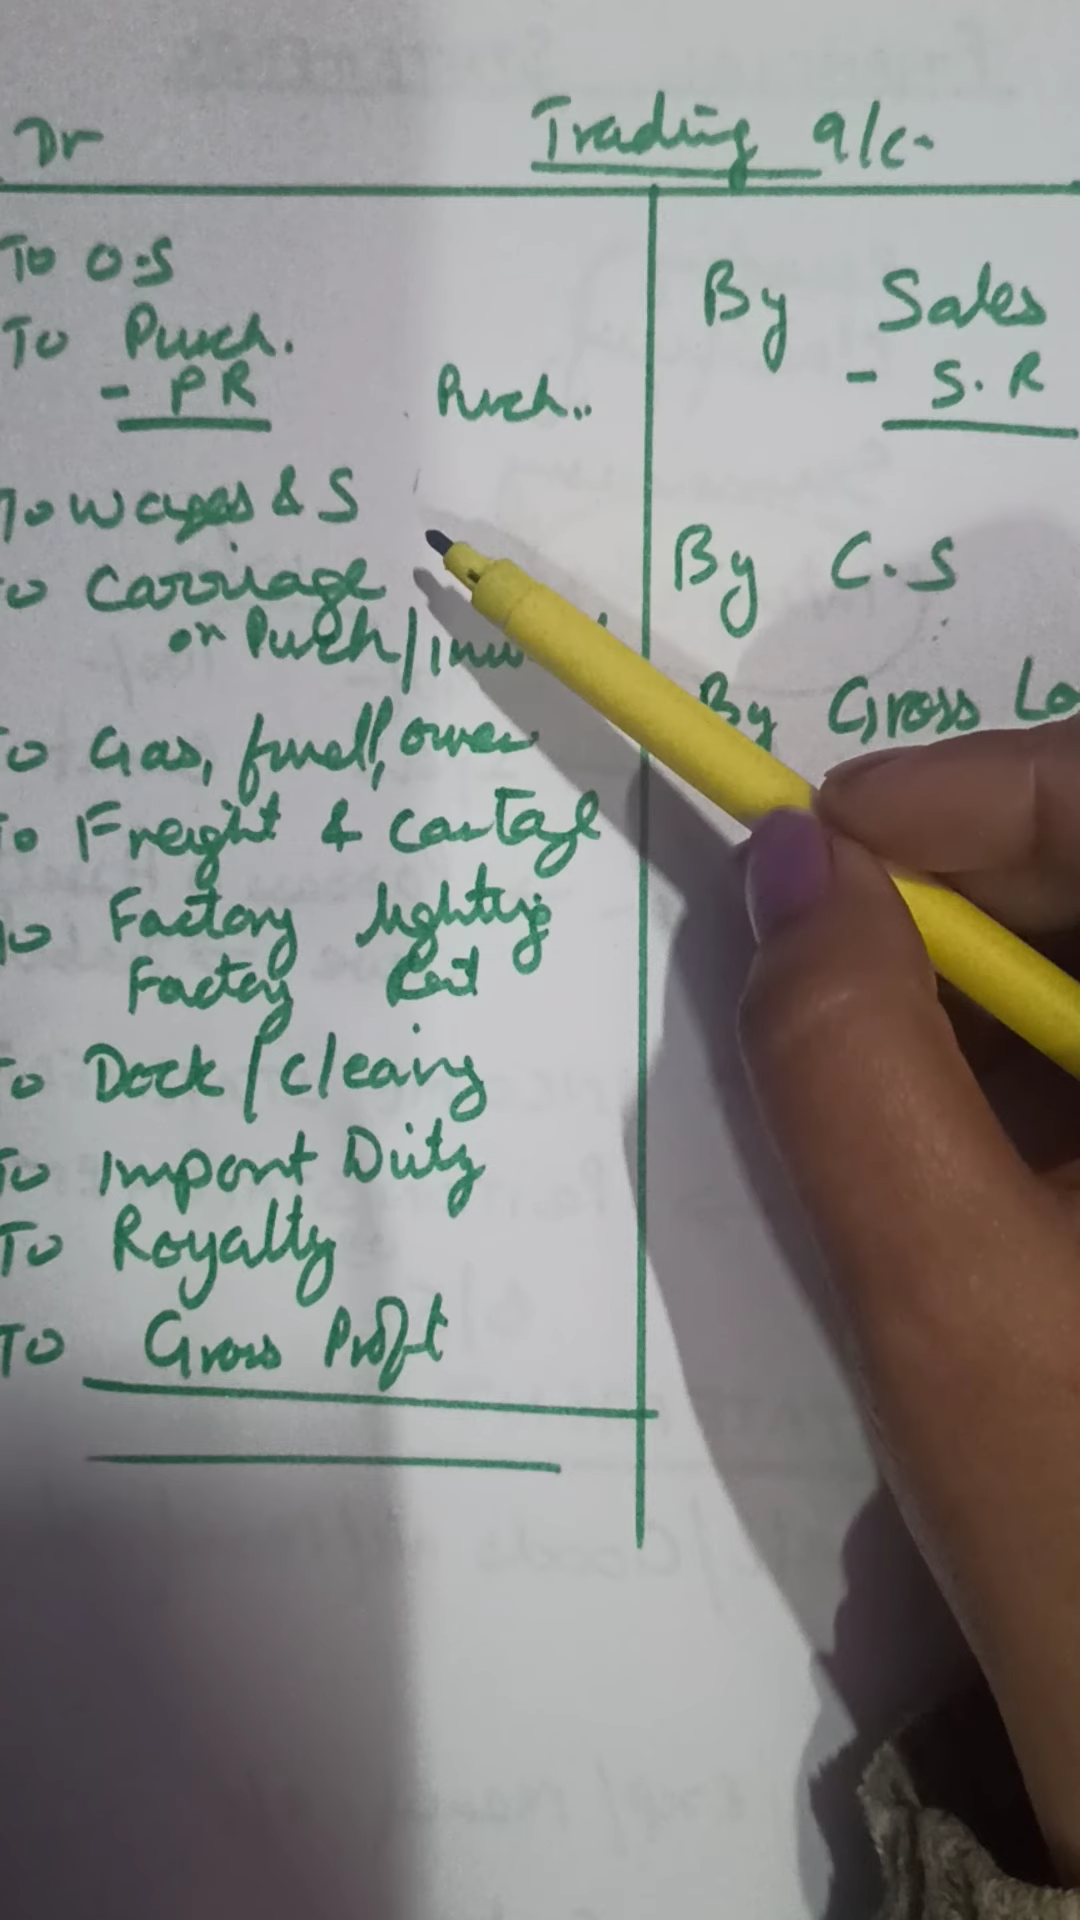 Dr
Trading a/c-
To O.S
To Purch.
- PR
Purch..
To Wages & S
To Carriage
on Purch/inw
To Gas, fuel, Power
To Freight & Cartage
To Factory lighting
Factory Rent
To Dock/Clearing
To Import Duty
To Royalty
To Gross Profit
By Sales
- S.R
By C.S
By Gross Lo